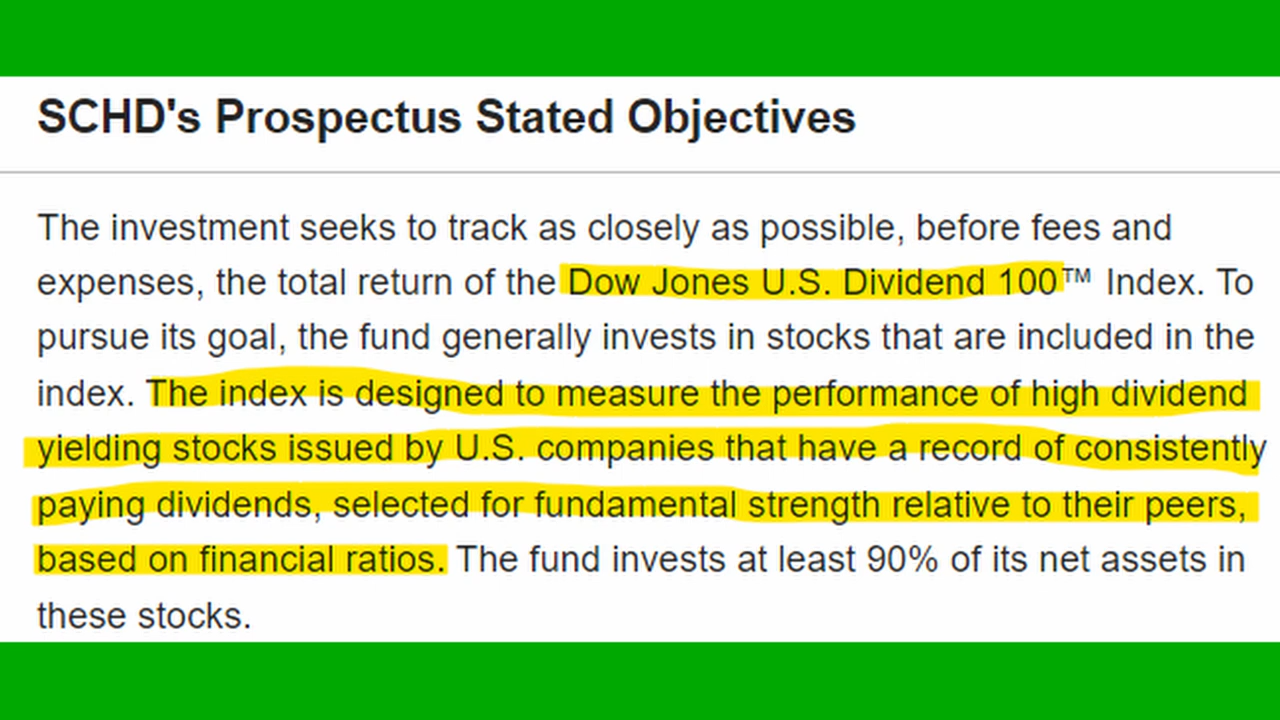 SCHD's Prospectus Stated Objectives
The investment seeks to track as closely as possible, before fees and
expenses, the total return of the Dow Jones U.S. Dividend 100™ Index. To
pursue its goal, the fund generally invests in stocks that are included in the
index. The index is designed to measure the performance of high dividend
yielding stocks issued by U.S. companies that have a record of consistently
paying dividends, selected for fundamental strength relative to their peers,
based on financial ratios. The fund invests at least 90% of its net assets in
these stocks.